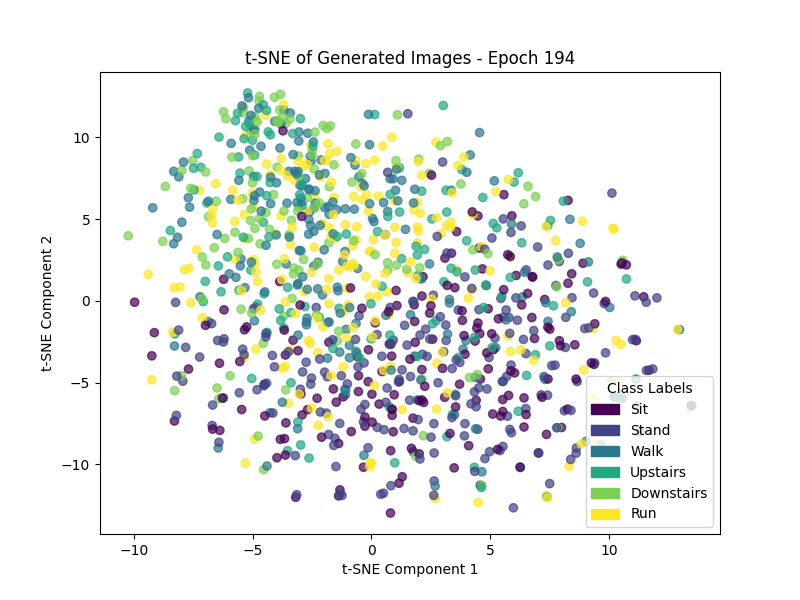 t-SNE of Generated Images - Epoch 194
t-SNE Component 2
10
5
0
−5
−10
Class Labels
Sit
Stand
Walk
Upstairs
Downstairs
Run
−10
−5
0
5
10
t-SNE Component 1